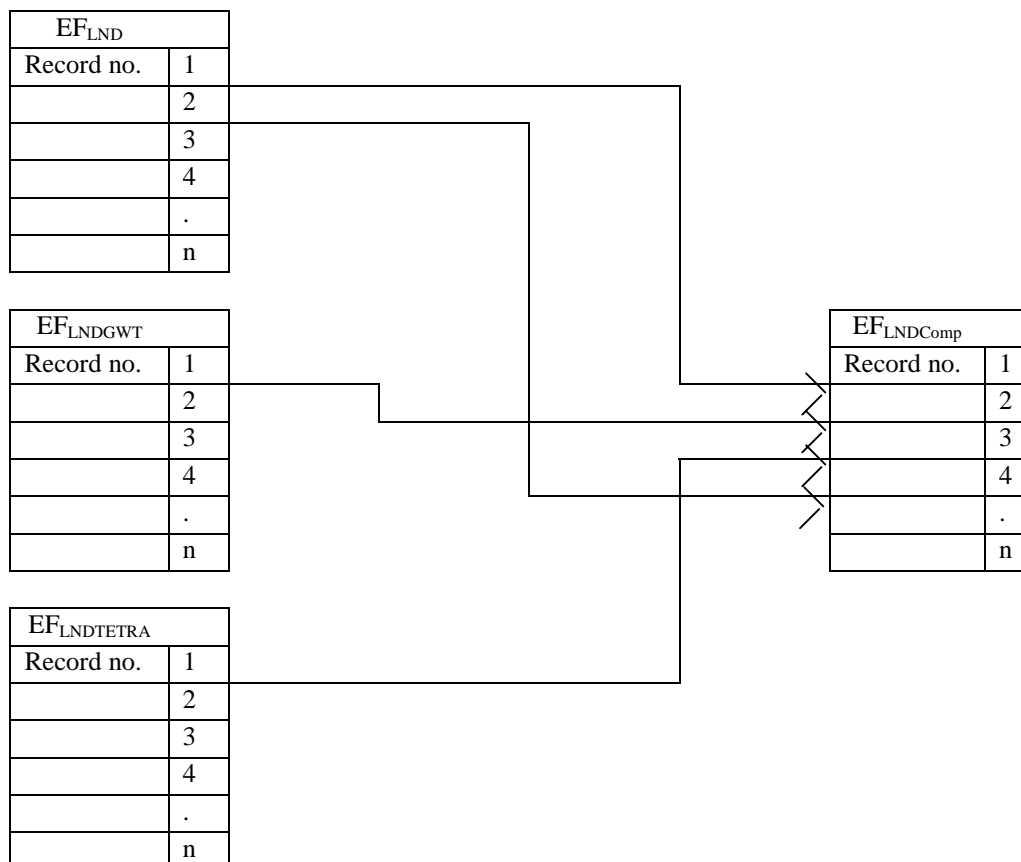 EFLND
Record no. 1
2
3
4
.
n
EFLNDGWT
Record no. 1
2
3
4
.
n
EFLNDComp
Record no. 1
2
3
4
.
n
EFLNDTETRA
Record no. 1
2
3
4
.
n